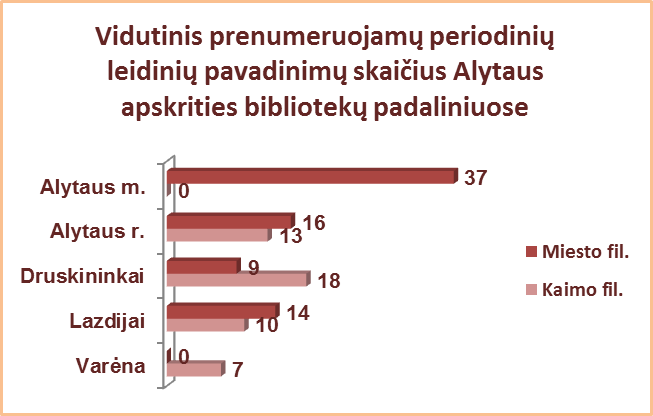 Vidutinis prenumeruojamų periodinių
leidinių pavadinimų skaičius Alytaus
apskrities bibliotekų padaliniuose
Alytaus m.
37
0
Alytaus r.
16
13
Druskininkai
9
18
Lazdijai
14
10
Varėna
0
7
Miesto fil.
Kaimo fil.